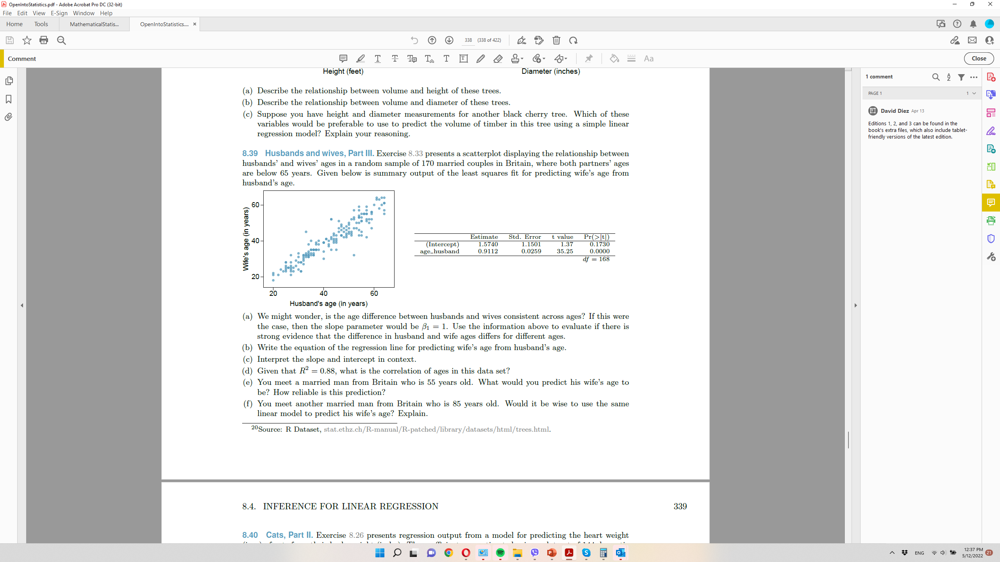 OpenIntoStatistics.pdf - Adobe Acrobat Pro DC (32-bit)
File Edit View E-Sign Window Help
Home Tools MathematicalStatis... OpenIntoStatistics.... ×
338 (338 of 422)
Comment
Close
Height (feet) Diameter (inches)
(a) Describe the relationship between volume and height of these trees.
(b) Describe the relationship between volume and diameter of these trees.
(c) Suppose you have height and diameter measurements for another black cherry tree. Which of these
variables would be preferable to use to predict the volume of timber in this tree using a simple linear
regression model? Explain your reasoning.
8.39 Husbands and wives, Part III. Exercise 8.33 presents a scatterplot displaying the relationship between
husbands' and wives' ages in a random sample of 170 married couples in Britain, where both partners' ages
are below 65 years. Given below is summary output of the least squares fit for predicting wife's age from
husband's age.
Wife's age (in years)
60
40
20
20 40 60
Husband's age (in years)
Estimate Std. Error t value Pr(>|t|)
(Intercept) 1.5740 1.1501 1.37 0.1730
age_husband 0.9112 0.0259 35.25 0.0000
df = 168
(a) We might wonder, is the age difference between husbands and wives consistent across ages? If this were
the case, then the slope parameter would be β₁ = 1. Use the information above to evaluate if there is
strong evidence that the difference in husband and wife ages differs for different ages.
(b) Write the equation of the regression line for predicting wife's age from husband's age.
(c) Interpret the slope and intercept in context.
(d) Given that R² = 0.88, what is the correlation of ages in this data set?
(e) You meet a married man from Britain who is 55 years old. What would you predict his wife's age to
be? How reliable is this prediction?
(f) You meet another married man from Britain who is 85 years old. Would it be wise to use the same
linear model to predict his wife's age? Explain.
²⁰Source: R Dataset, stat.ethz.ch/R-manual/R-patched/library/datasets/html/trees.html.
8.4. INFERENCE FOR LINEAR REGRESSION 339
8.40 Cats, Part II. Exercise 8.26 presents regression output from a model for predicting the heart weight
1 comment
PAGE 1 1
David Diez Apr 13
Editions 1, 2, and 3 can be found in the
book's extra files, which also include tablet-
friendly versions of the latest edition.
ENG
12:37 PM
5/12/2022
21